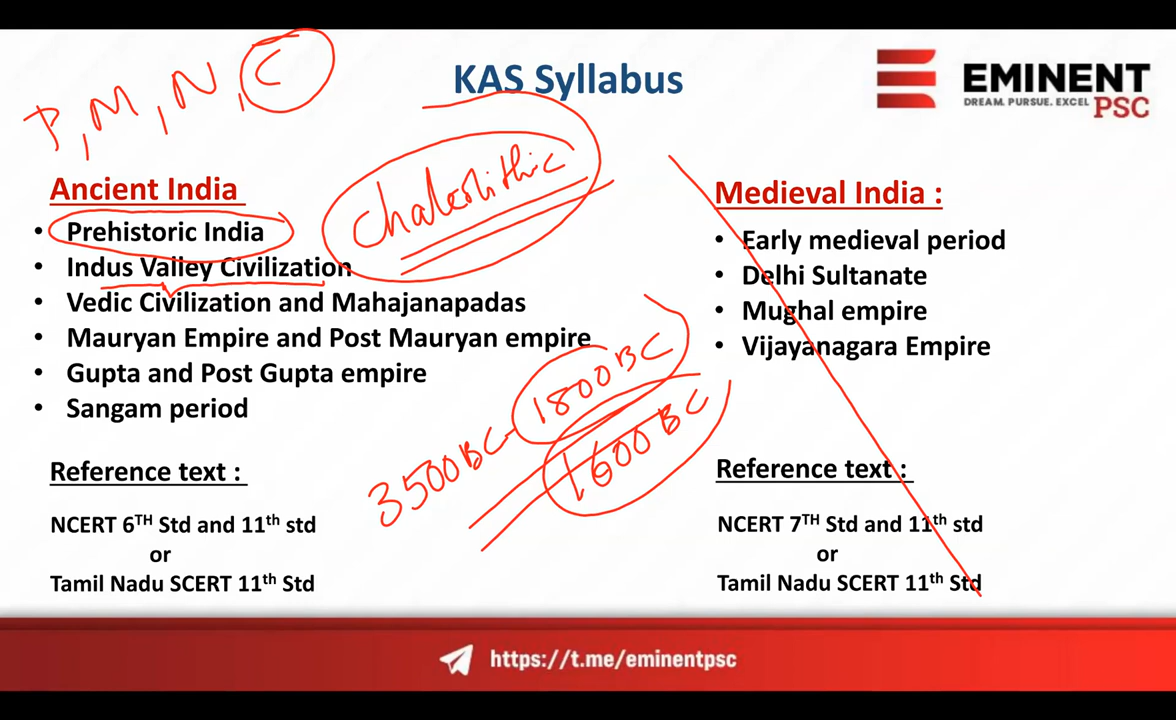 KAS Syllabus
EMINENT
DREAM. PURSUE. EXCEL
PSC
P, M, N, C
chalcolithic
Ancient India
• Prehistoric India
• Indus Valley Civilization
• Vedic Civilization and Mahajanapadas
• Mauryan Empire and Post Mauryan empire
• Gupta and Post Gupta empire
• Sangam period
3500BC-1800BC
1600BC
Reference text :
NCERT 6TH Std and 11th std
or
Tamil Nadu SCERT 11th Std
Medieval India :
• Early medieval period
• Delhi Sultanate
• Mughal empire
• Vijayanagara Empire
Reference text :
NCERT 7TH Std and 11th std
or
Tamil Nadu SCERT 11th Std
https://t.me/eminentpsc